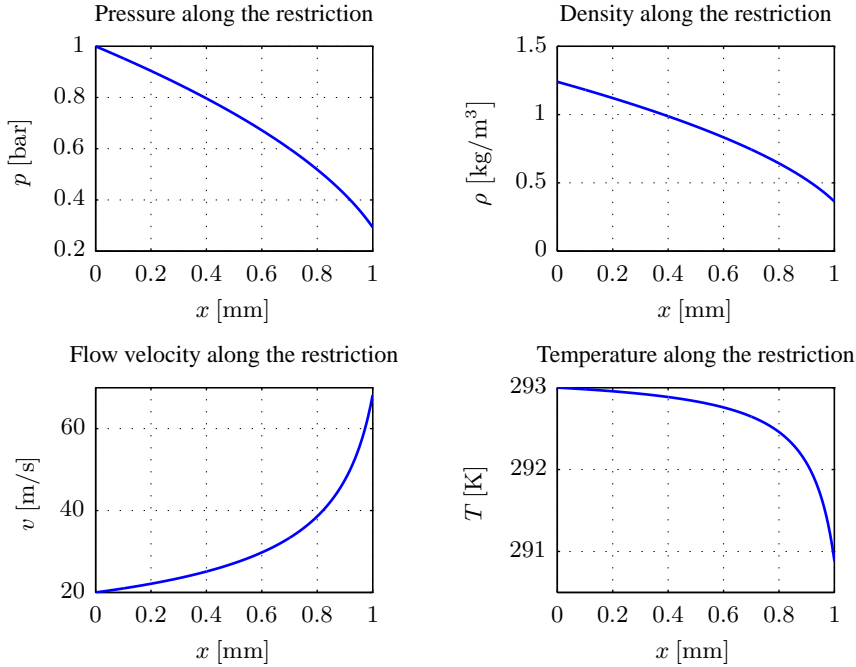 Pressure along the restriction
1
0.8
0.6
0.4
0.2
p [bar]
0 0.2 0.4 0.6 0.8 1
x [mm]
Density along the restriction
1.5
1
0.5
0
ρ [kg/m³]
0 0.2 0.4 0.6 0.8 1
x [mm]
Flow velocity along the restriction
60
40
20
v [m/s]
0 0.2 0.4 0.6 0.8 1
x [mm]
Temperature along the restriction
293
292
291
T [K]
0 0.2 0.4 0.6 0.8 1
x [mm]